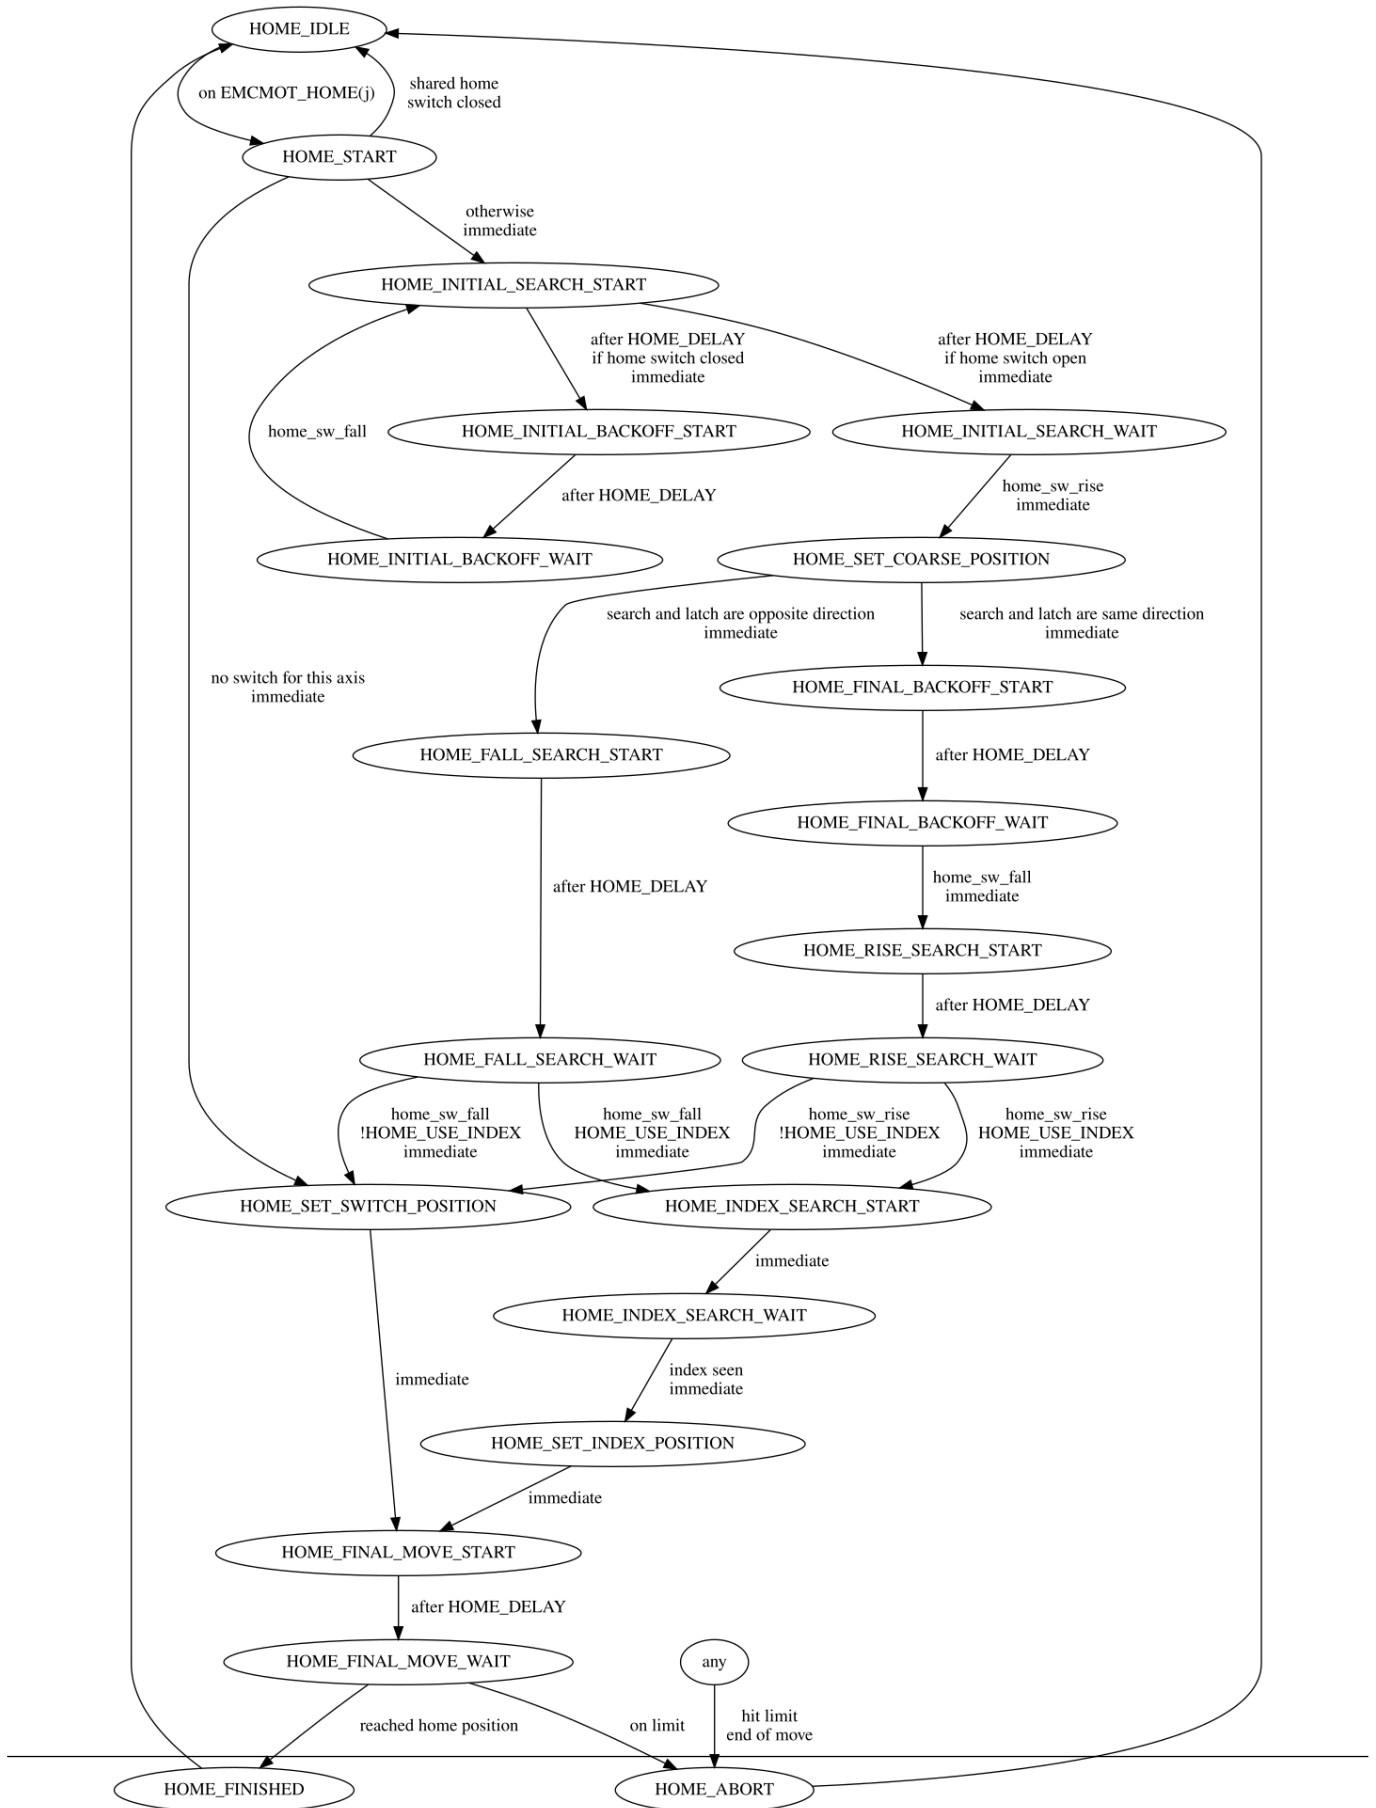 HOME_IDLE
on EMCMOT_HOME(j)
shared home
switch closed
HOME_START
otherwise
immediate
HOME_INITIAL_SEARCH_START
after HOME_DELAY
if home switch closed
immediate
after HOME_DELAY
if home switch open
immediate
home_sw_fall
HOME_INITIAL_BACKOFF_START
HOME_INITIAL_SEARCH_WAIT
after HOME_DELAY
home_sw_rise
immediate
HOME_INITIAL_BACKOFF_WAIT
HOME_SET_COARSE_POSITION
search and latch are opposite direction
immediate
search and latch are same direction
immediate
no switch for this axis
immediate
HOME_FINAL_BACKOFF_START
HOME_FALL_SEARCH_START
after HOME_DELAY
HOME_FINAL_BACKOFF_WAIT
after HOME_DELAY
home_sw_fall
immediate
HOME_RISE_SEARCH_START
after HOME_DELAY
HOME_FALL_SEARCH_WAIT
HOME_RISE_SEARCH_WAIT
home_sw_fall
!HOME_USE_INDEX
immediate
home_sw_fall
HOME_USE_INDEX
immediate
home_sw_rise
!HOME_USE_INDEX
immediate
home_sw_rise
HOME_USE_INDEX
immediate
HOME_SET_SWITCH_POSITION
HOME_INDEX_SEARCH_START
immediate
HOME_INDEX_SEARCH_WAIT
immediate
index seen
immediate
HOME_SET_INDEX_POSITION
immediate
HOME_FINAL_MOVE_START
after HOME_DELAY
HOME_FINAL_MOVE_WAIT
any
reached home position
on limit
hit limit
end of move
HOME_FINISHED
HOME_ABORT